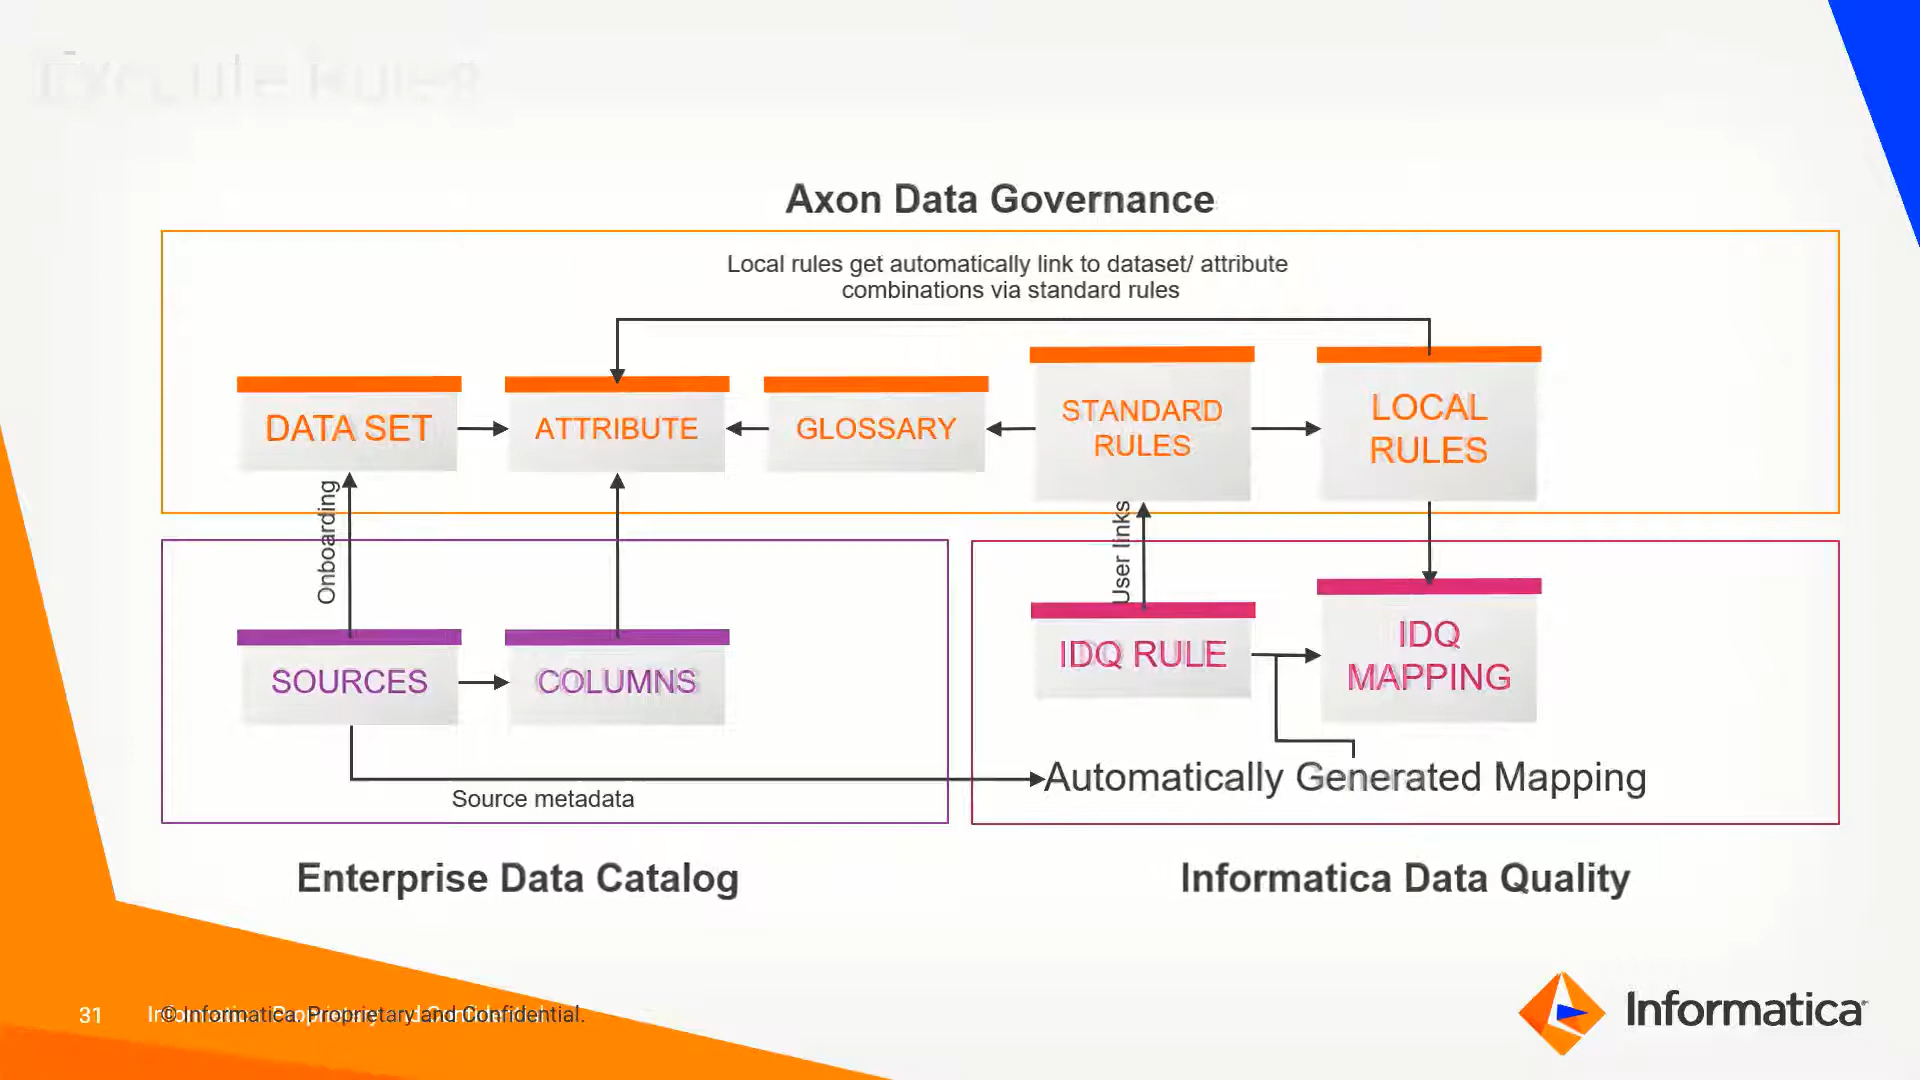 Axon Data Governance
Local rules get automatically link to dataset/ attribute
combinations via standard rules
DATA SET
ATTRIBUTE
GLOSSARY
STANDARD
RULES
LOCAL
RULES
Onboarding
User links
SOURCES
COLUMNS
IDQ RULE
IDQ
MAPPING
Automatically Generated Mapping
Source metadata
Enterprise Data Catalog
Informatica Data Quality
31
© Informatica. Proprietary and Confidential.
Informatica